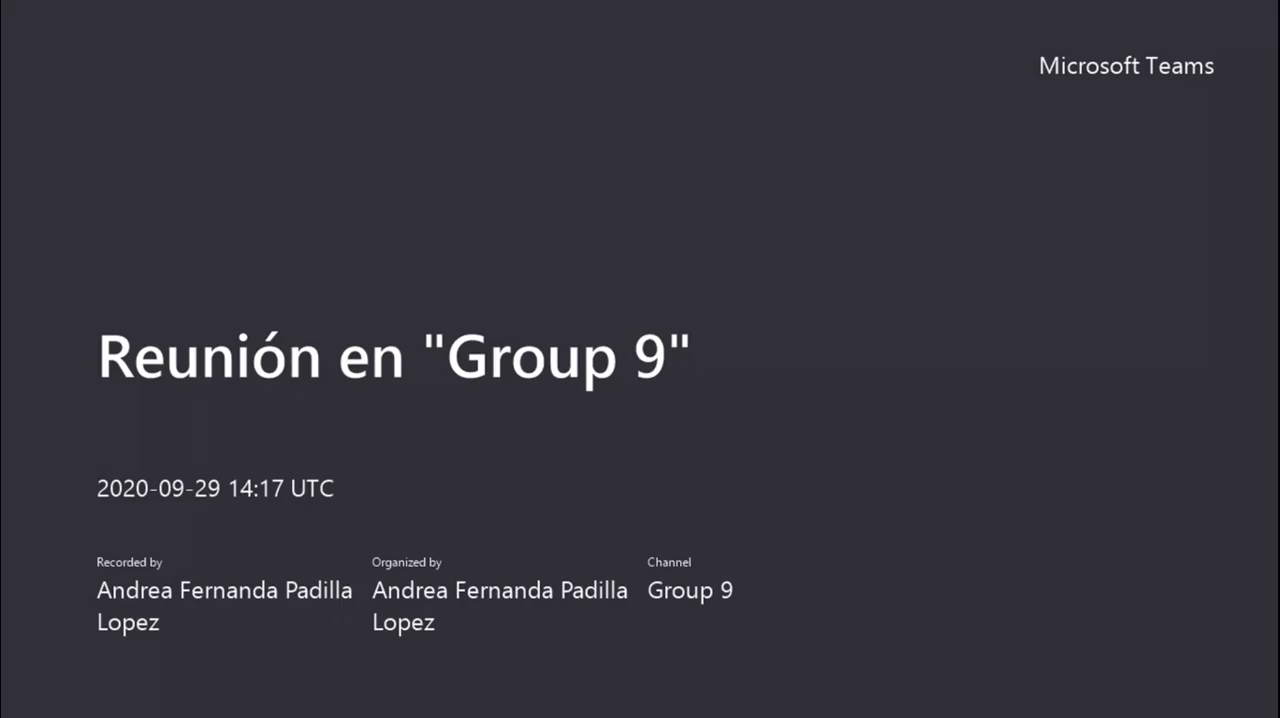 Microsoft Teams
Reunión en "Group 9"
2020-09-29 14:17 UTC
Recorded by
Andrea Fernanda Padilla
Lopez
Organized by
Andrea Fernanda Padilla
Lopez
Channel
Group 9